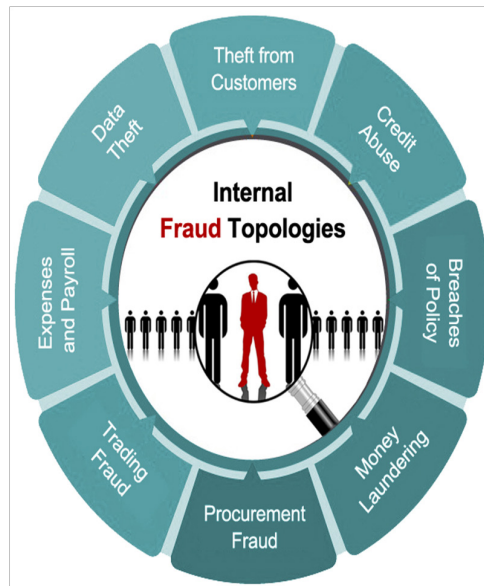 Theft from
Customers
Credit
Abuse
Breaches
of Policy
Money
Laundering
Procurement
Fraud
Trading
Fraud
Expenses
and Payroll
Data
Theft
Internal
Fraud Topologies